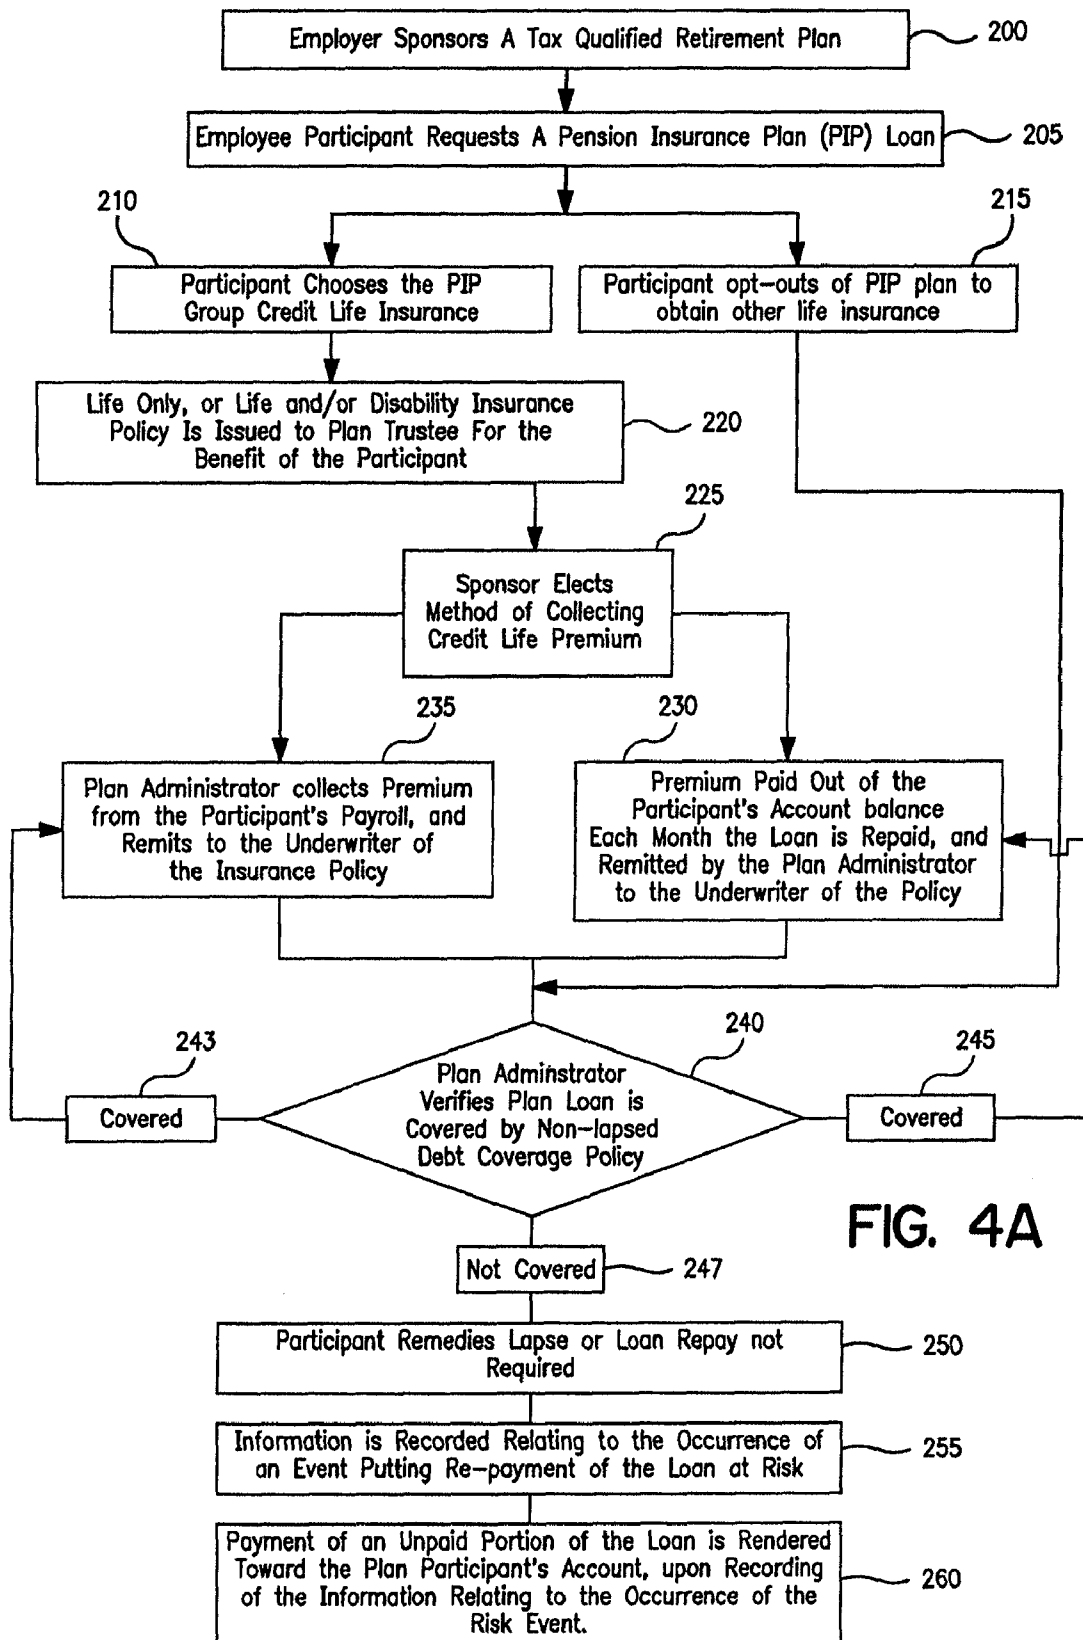 Employer Sponsors A Tax Qualified Retirement Plan
200
Employee Participant Requests A Pension Insurance Plan (PIP) Loan
205
210
215
Participant Chooses the PIP
Group Credit Life Insurance
Participant opt-outs of PIP plan to
obtain other life insurance
Life Only, or Life and/or Disability Insurance
Policy Is Issued to Plan Trustee For the
Benefit of the Participant
220
225
Sponsor Elects
Method of Collecting
Credit Life Premium
235
230
Plan Administrator collects Premium
from the Participant's Payroll, and
Remits to the Underwriter of
the Insurance Policy
Premium Paid Out of the
Participant's Account balance
Each Month the Loan is Repaid, and
Remitted by the Plan Administrator
to the Underwriter of the Policy
243
240
245
Covered
Plan Adminstrator
Verifies Plan Loan is
Covered by Non-lapsed
Debt Coverage Policy
Covered
FIG. 4A
Not Covered
247
Participant Remedies Lapse or Loan Repay not
Required
250
Information is Recorded Relating to the Occurrence of
an Event Putting Re-payment of the Loan at Risk
255
Payment of an Unpaid Portion of the Loan is Rendered
Toward the Plan Participant's Account, upon Recording
of the Information Relating to the Occurrence of the
Risk Event.
260